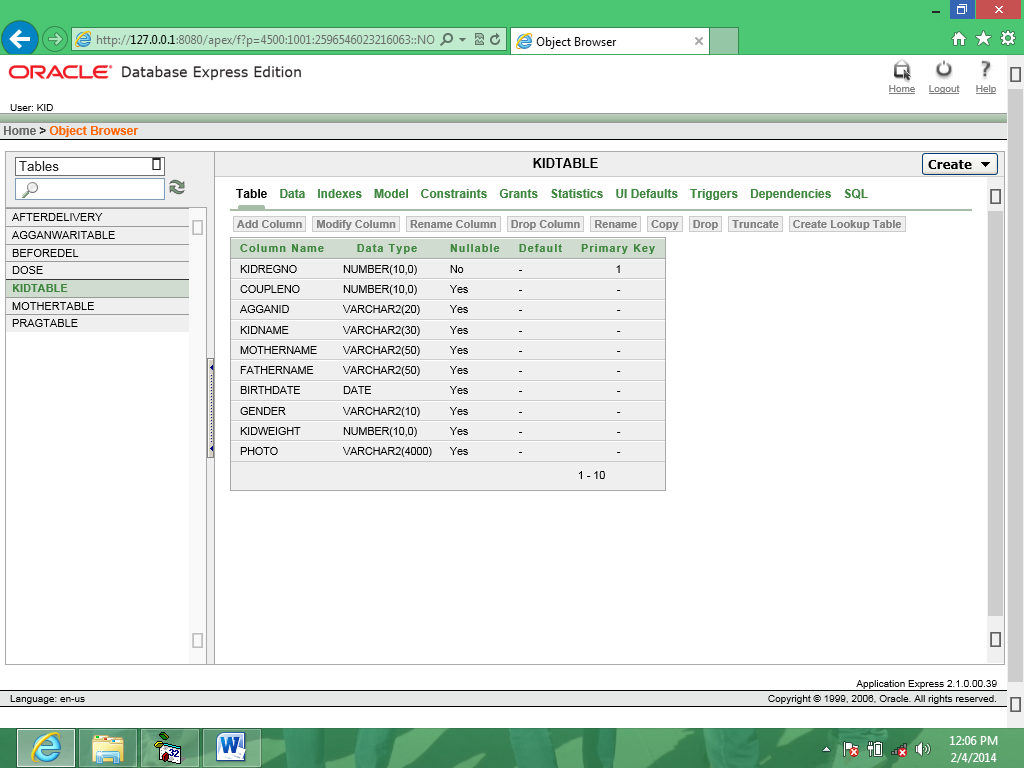 http://127.0.0.1:8080/apex/f?p=4500:1001:2596546023216063::NO
Object Browser
ORACLE® Database Express Edition
Home Logout Help
User: KID
Home > Object Browser
Tables
KIDTABLE
Create
Table Data Indexes Model Constraints Grants Statistics UI Defaults Triggers Dependencies SQL
AFTERDELIVERY
AGGANWARITABLE
BEFOREDEL
DOSE
KIDTABLE
MOTHERTABLE
PRAGTABLE
Add Column Modify Column Rename Column Drop Column Rename Copy Drop Truncate Create Lookup Table
Column Name Data Type Nullable Default Primary Key
KIDREGNO NUMBER(10,0) No - 1
COUPLENO NUMBER(10,0) Yes - -
AGGANID VARCHAR2(20) Yes - -
KIDNAME VARCHAR2(30) Yes - -
MOTHERNAME VARCHAR2(50) Yes - -
FATHERNAME VARCHAR2(50) Yes - -
BIRTHDATE DATE Yes - -
GENDER VARCHAR2(10) Yes - -
KIDWEIGHT NUMBER(10,0) Yes - -
PHOTO VARCHAR2(4000) Yes - -
1 - 10
Application Express 2.1.0.00.39
Language: en-us
Copyright © 1999, 2006, Oracle. All rights reserved.
32
W
12:06 PM
2/4/2014